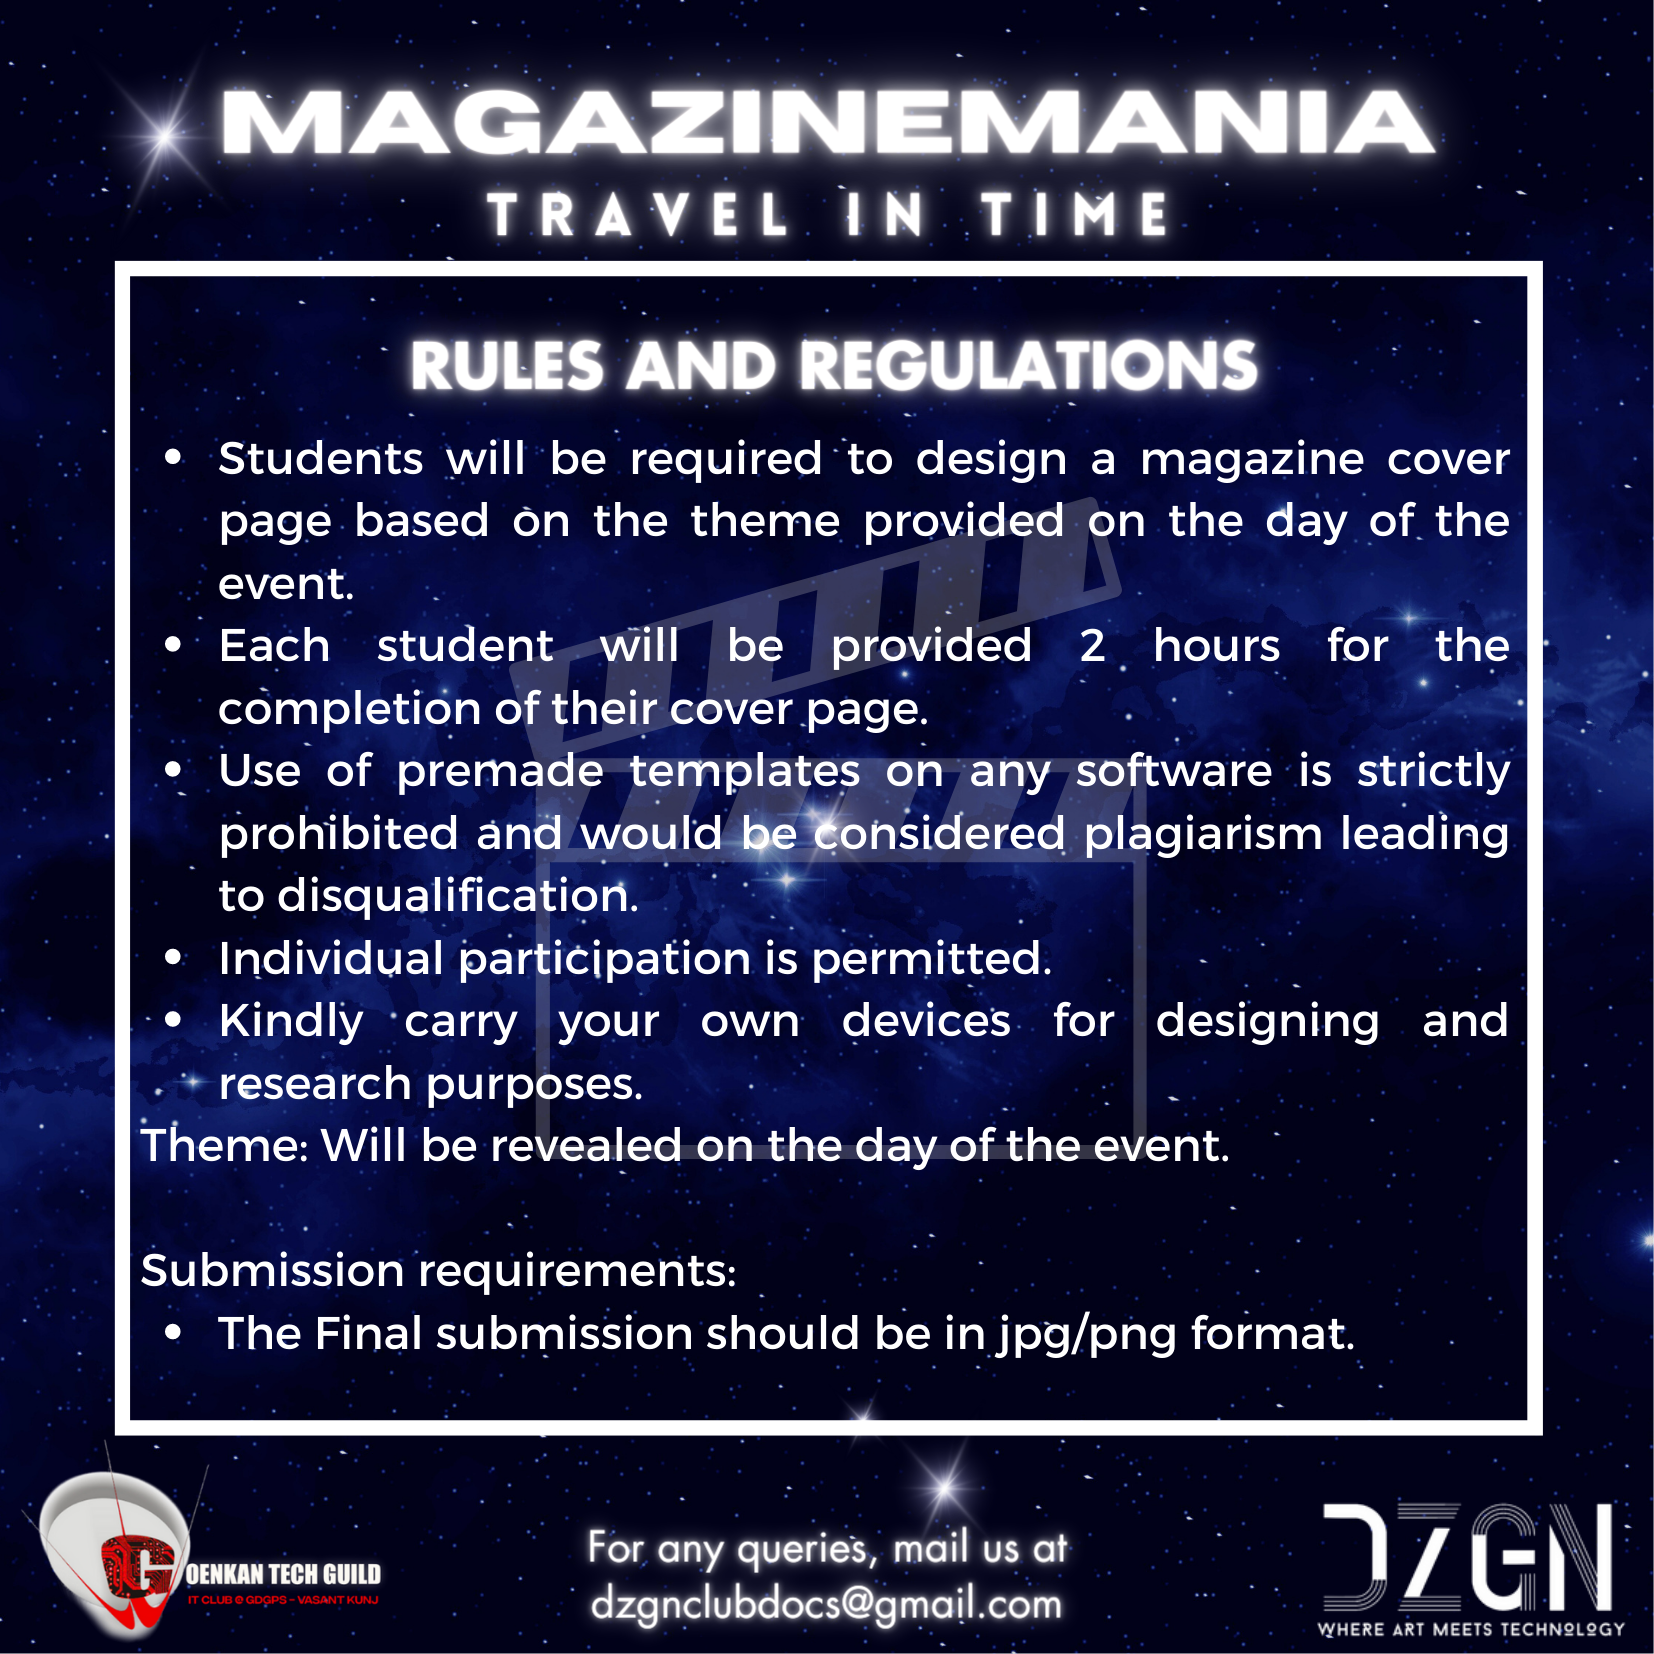 MAGAZINEMANIA
TRAVEL IN TIME
RULES AND REGULATIONS
• Students will be required to design a magazine cover
page based on the theme provided on the day of the
event.
• Each student will be provided 2 hours for the
completion of their cover page.
• Use of premade templates on any software is strictly
prohibited and would be considered plagiarism leading
to disqualification.
• Individual participation is permitted.
• Kindly carry your own devices for designing and
research purposes.
Theme: Will be revealed on the day of the event.
Submission requirements:
• The Final submission should be in jpg/png format.
GOENKAN TECH GUILD
IT CLUB @ GDGPS - VASANT KUNJ
For any queries, mail us at
dzgnclubdocs@gmail.com
DZGN
WHERE ART MEETS TECHNOLOGY